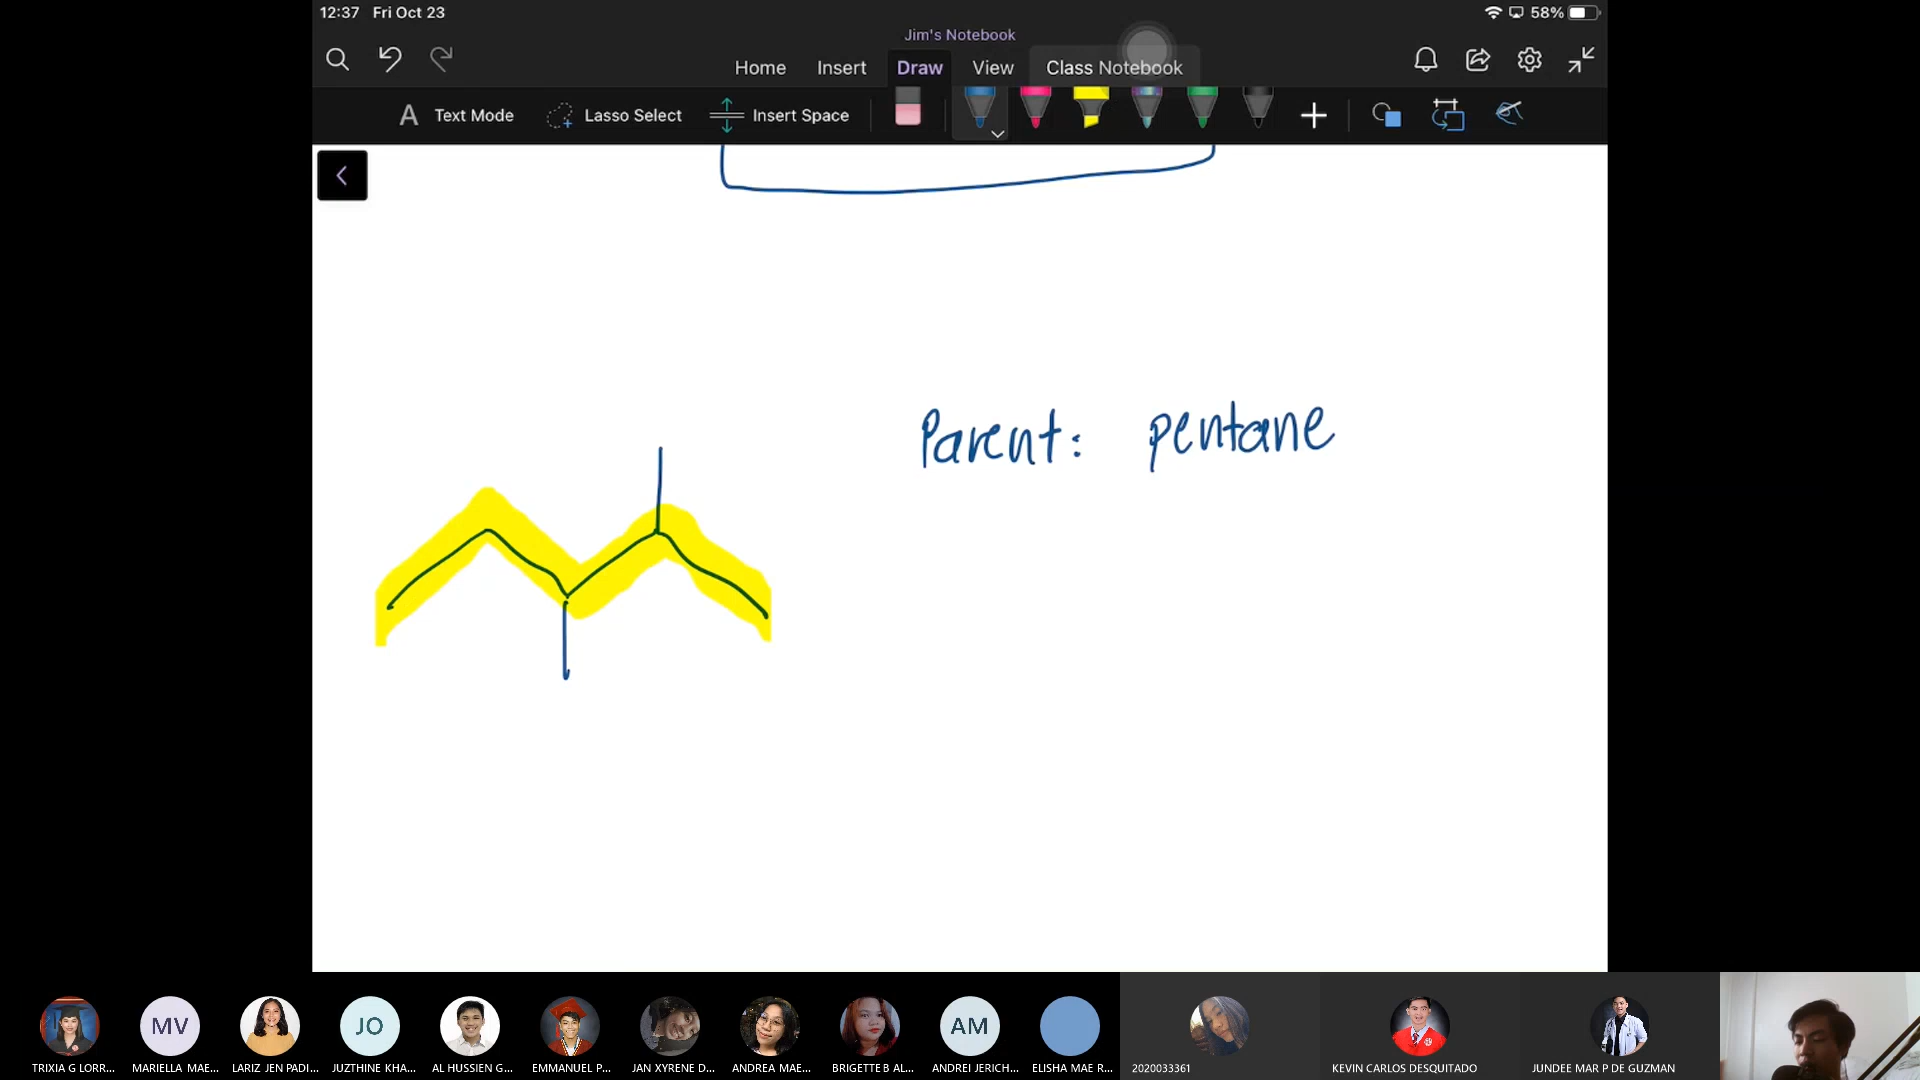 12:37 Fri Oct 23
58%
Jim's Notebook
Home Insert Draw View Class Notebook
A Text Mode Lasso Select Insert Space
Parent: pentane
MV JO AM
TRIXIA G LORR... MARIELLA MAE... LARIZ JEN PADI... JUZTHINE KHA... AL HUSSIEN G... EMMANUEL P... JAN XYRENE D... ANDREA MAE... BRIGETTE B AL... ANDREI JERICH... ELISHA MAE R... 2020033361 KEVIN CARLOS DESQUITADO JUNDEE MAR P DE GUZMAN